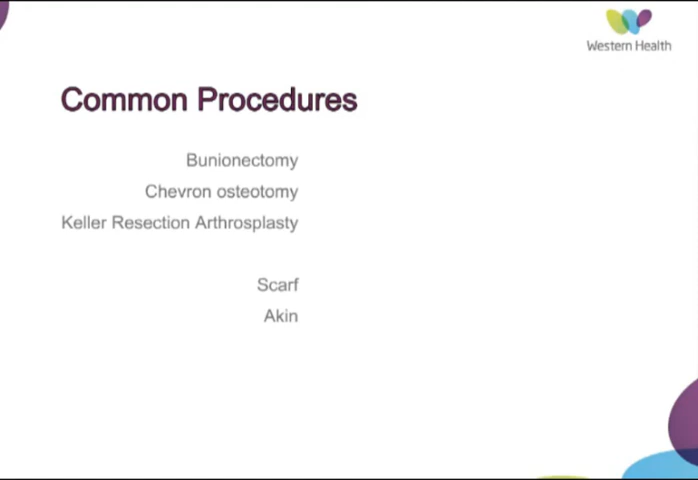 Western Health
Common Procedures
Bunionectomy
Chevron osteotomy
Keller Resection Arthrosplasty
Scarf
Akin